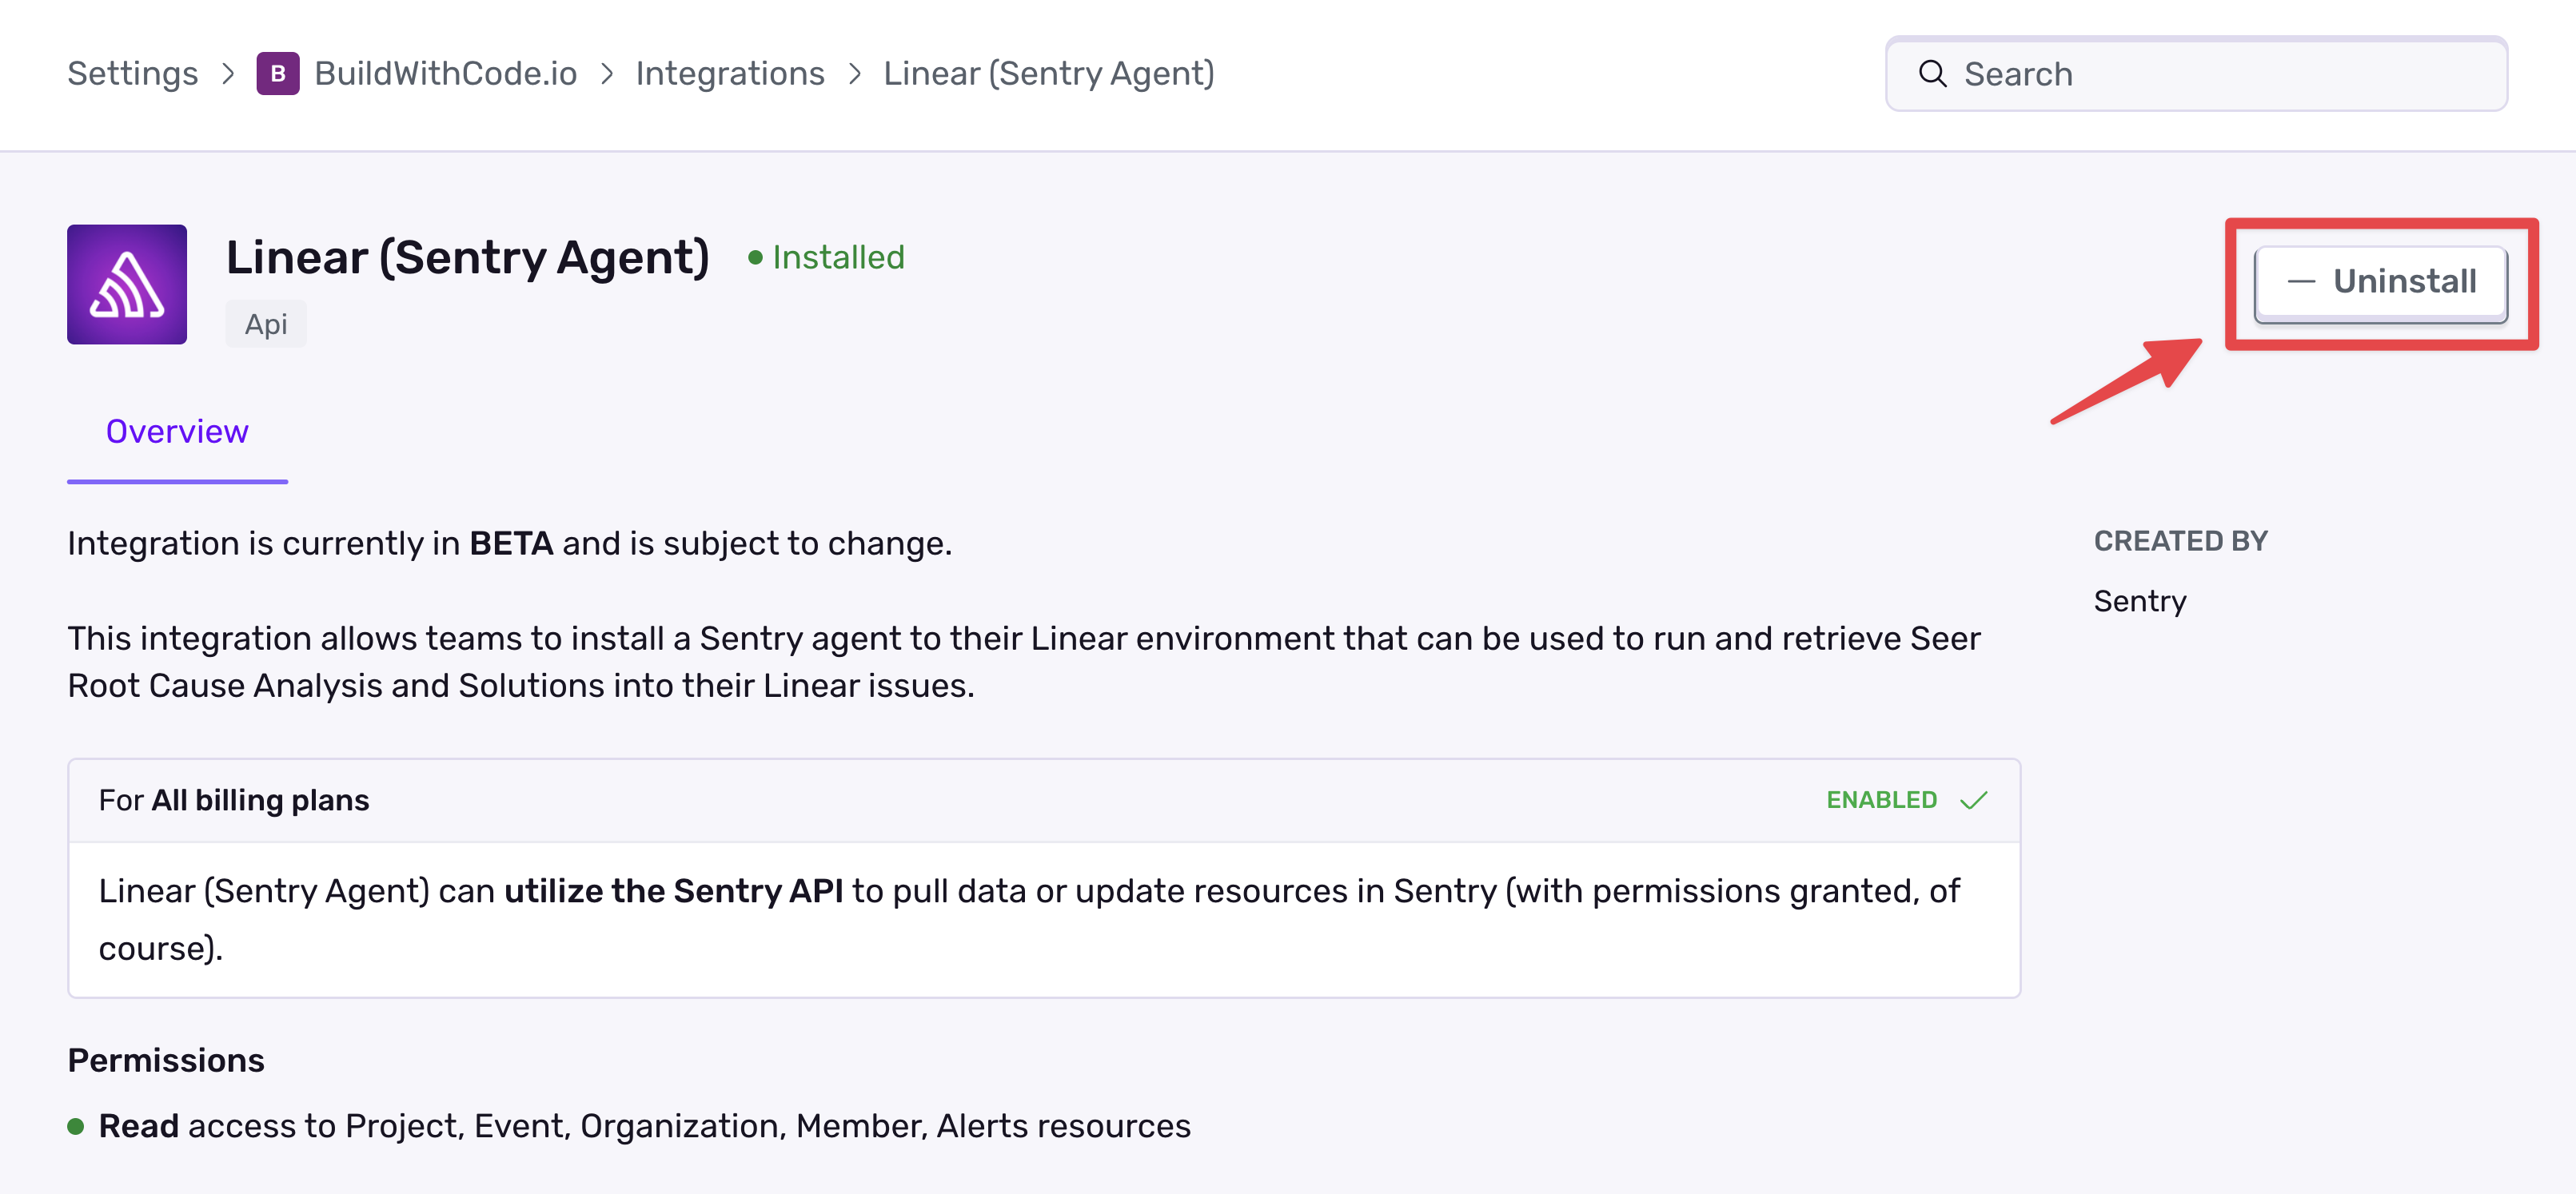 Settings > B BuildWithCode.io > Integrations > Linear (Sentry Agent)
Search
Linear (Sentry Agent)
Installed
Api
Uninstall
Overview
Integration is currently in BETA and is subject to change.
This integration allows teams to install a Sentry agent to their Linear environment that can be used to run and retrieve Seer
Root Cause Analysis and Solutions into their Linear issues.
CREATED BY
Sentry
For All billing plans
ENABLED
Linear (Sentry Agent) can utilize the Sentry API to pull data or update resources in Sentry (with permissions granted, of
course).
Permissions
Read access to Project, Event, Organization, Member, Alerts resources